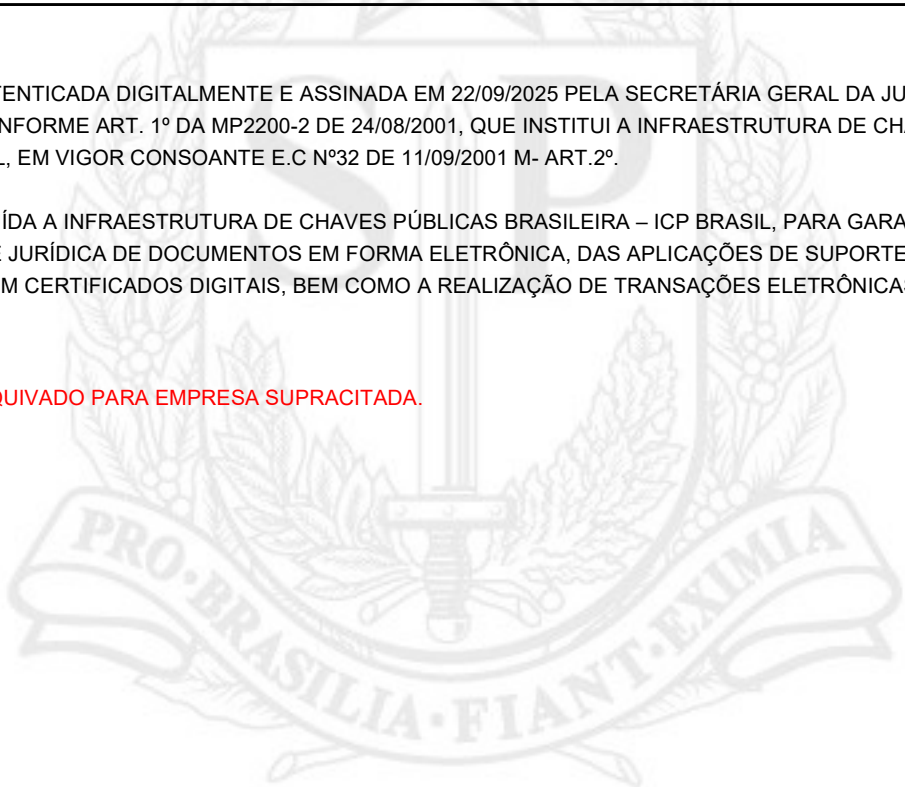 TENTICADA DIGITALMENTE E ASSINADA EM 22/09/2025 PELA SECRETÁRIA GERAL DA JU
NFORME ART. 1º DA MP2200-2 DE 24/08/2001, QUE INSTITUI A INFRAESTRUTURA DE CHA
L, EM VIGOR CONSOANTE E.C Nº32 DE 11/09/2001 M- ART.2º.
ÍDA A INFRAESTRUTURA DE CHAVES PÚBLICAS BRASILEIRA – ICP BRASIL, PARA GARA
E JURÍDICA DE DOCUMENTOS EM FORMA ELETRÔNICA, DAS APLICAÇÕES DE SUPORTE
M CERTIFICADOS DIGITAIS, BEM COMO A REALIZAÇÃO DE TRANSAÇÕES ELETRÔNICAS
QUIVADO PARA EMPRESA SUPRACITADA.
SP
PRO·BRASILIA·FIANT·EXIMIA